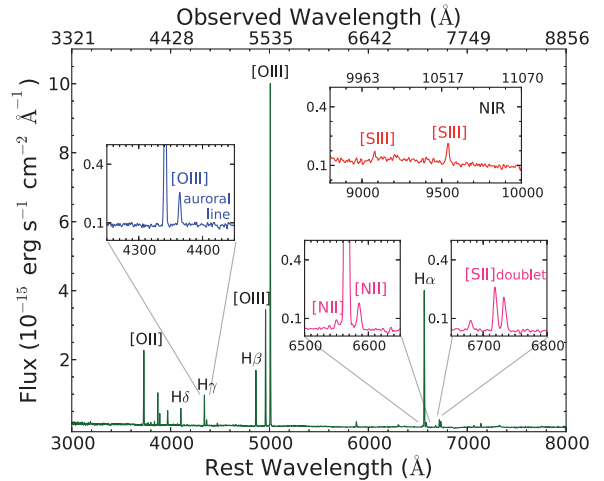 Observed Wavelength (Å)
3321 4428 5535 6642 7749 8856
[OIII]
10
8
6
4
2
Flux (10⁻¹⁵ erg s⁻¹ cm⁻² Å⁻¹)
9963 10517 11070
NIR
0.4
0.1
[SIII]
[SIII]
9000 9500 10000
0.4
0.1
[OIII]
auroral
line
4300 4400
0.4
0.1
[NII]
[NII]
6500 6600
0.4
0.1
[SII]doublet
6700 6800
[OII]
Hδ
Hγ
Hβ
[OIII]
Hα
3000 4000 5000 6000 7000 8000
Rest Wavelength (Å)